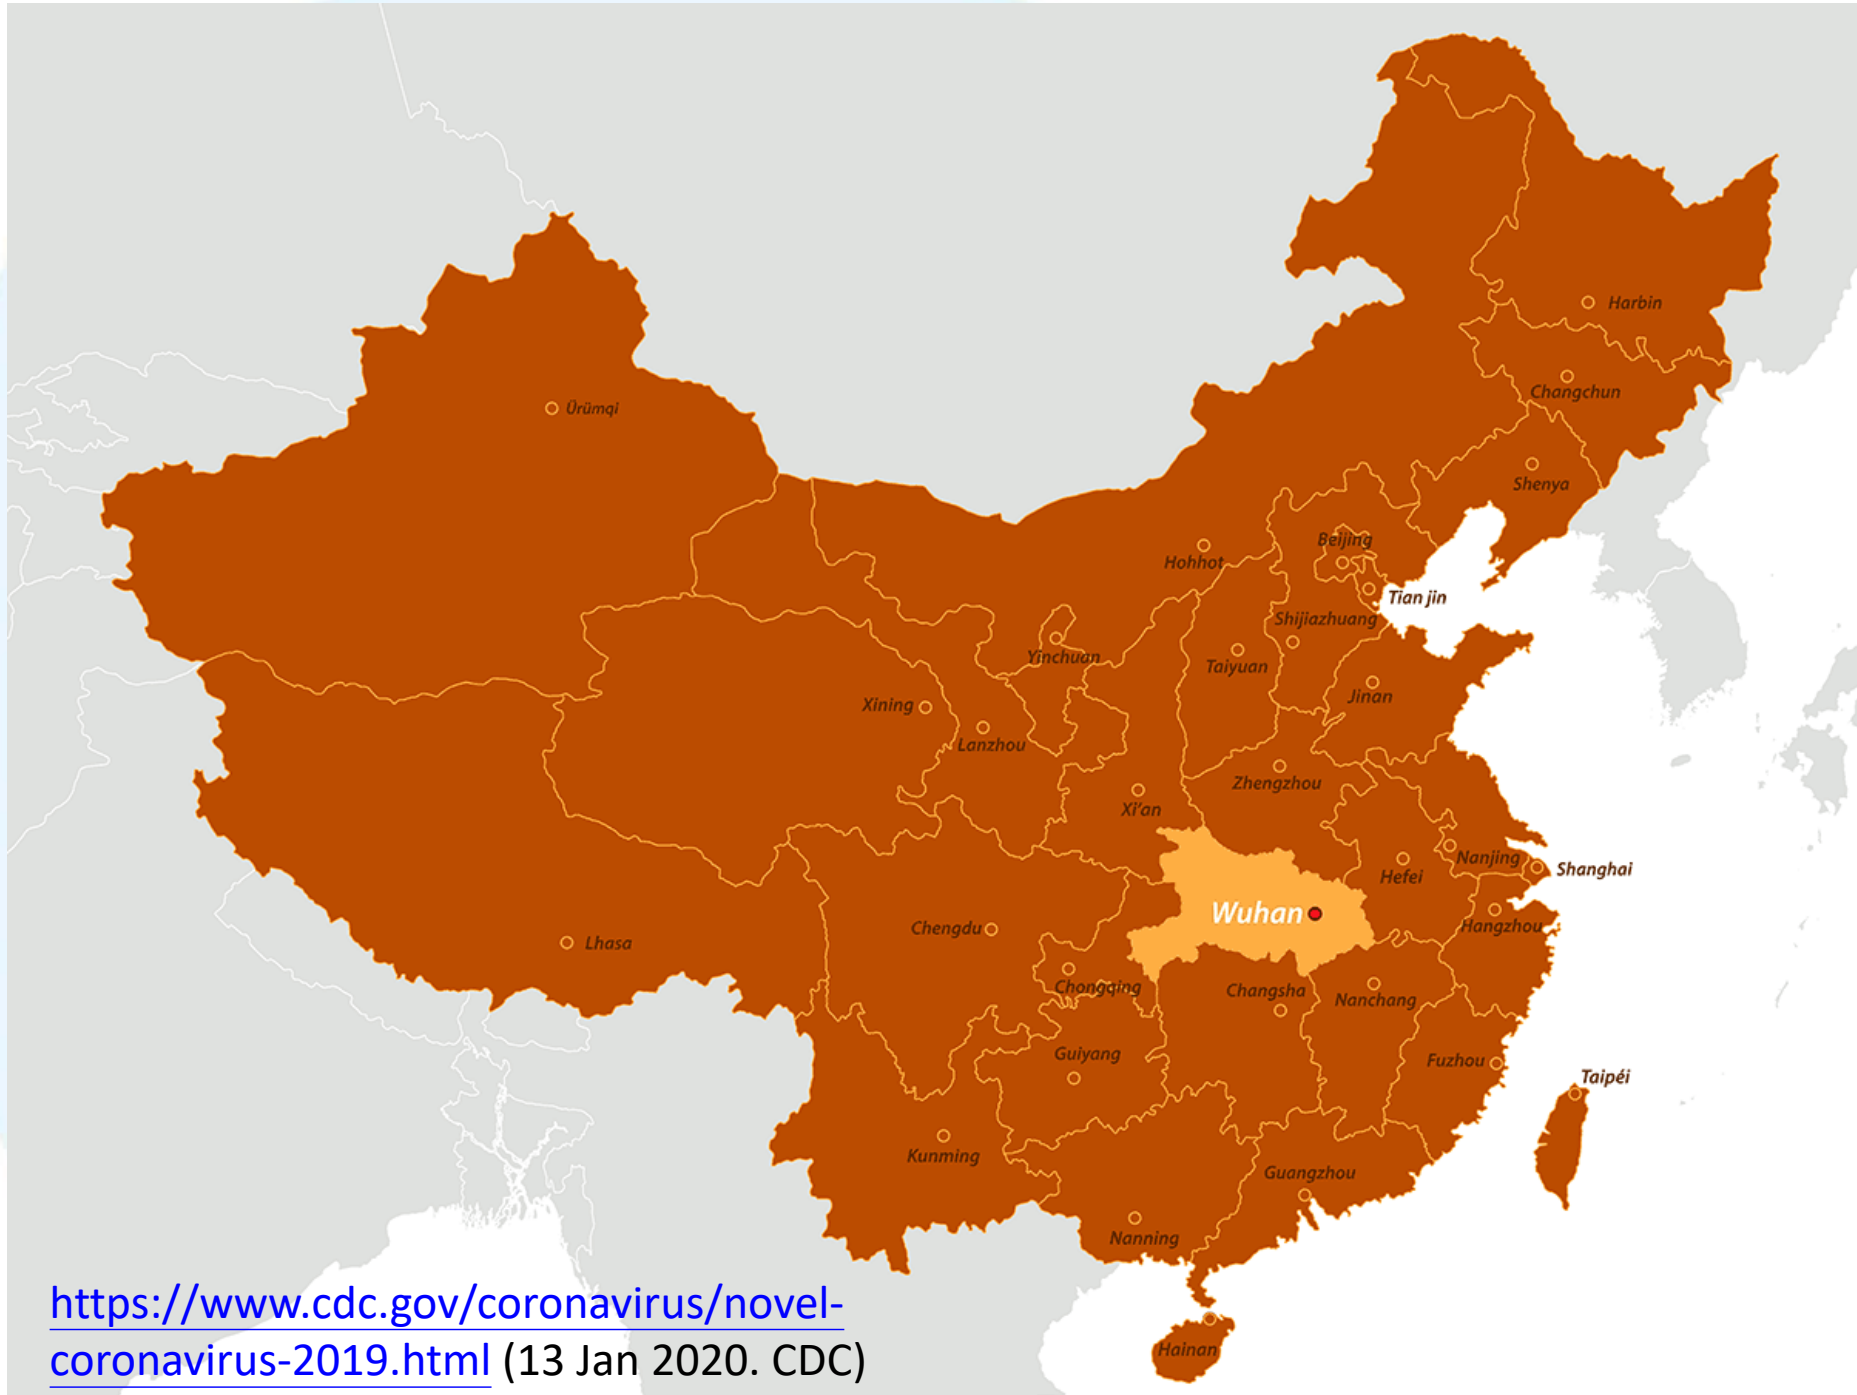 Harbin
Ürümqi
Changchun
Shenya
Beijing
Hohhot
Tian jin
Shijiazhuang
Yinchuan
Taiyuan
Jinan
Xining
Lanzhou
Zhengzhou
Xi'an
Nanjing
Shanghai
Hefei
Wuhan
Hangzhou
Chengdu
Lhasa
Chongqing
Changsha
Nanchang
Guiyang
Fuzhou
Taipéi
Kunming
Guangzhou
Nanning
Hainan
https://www.cdc.gov/coronavirus/novel-
coronavirus-2019.html (13 Jan 2020. CDC)